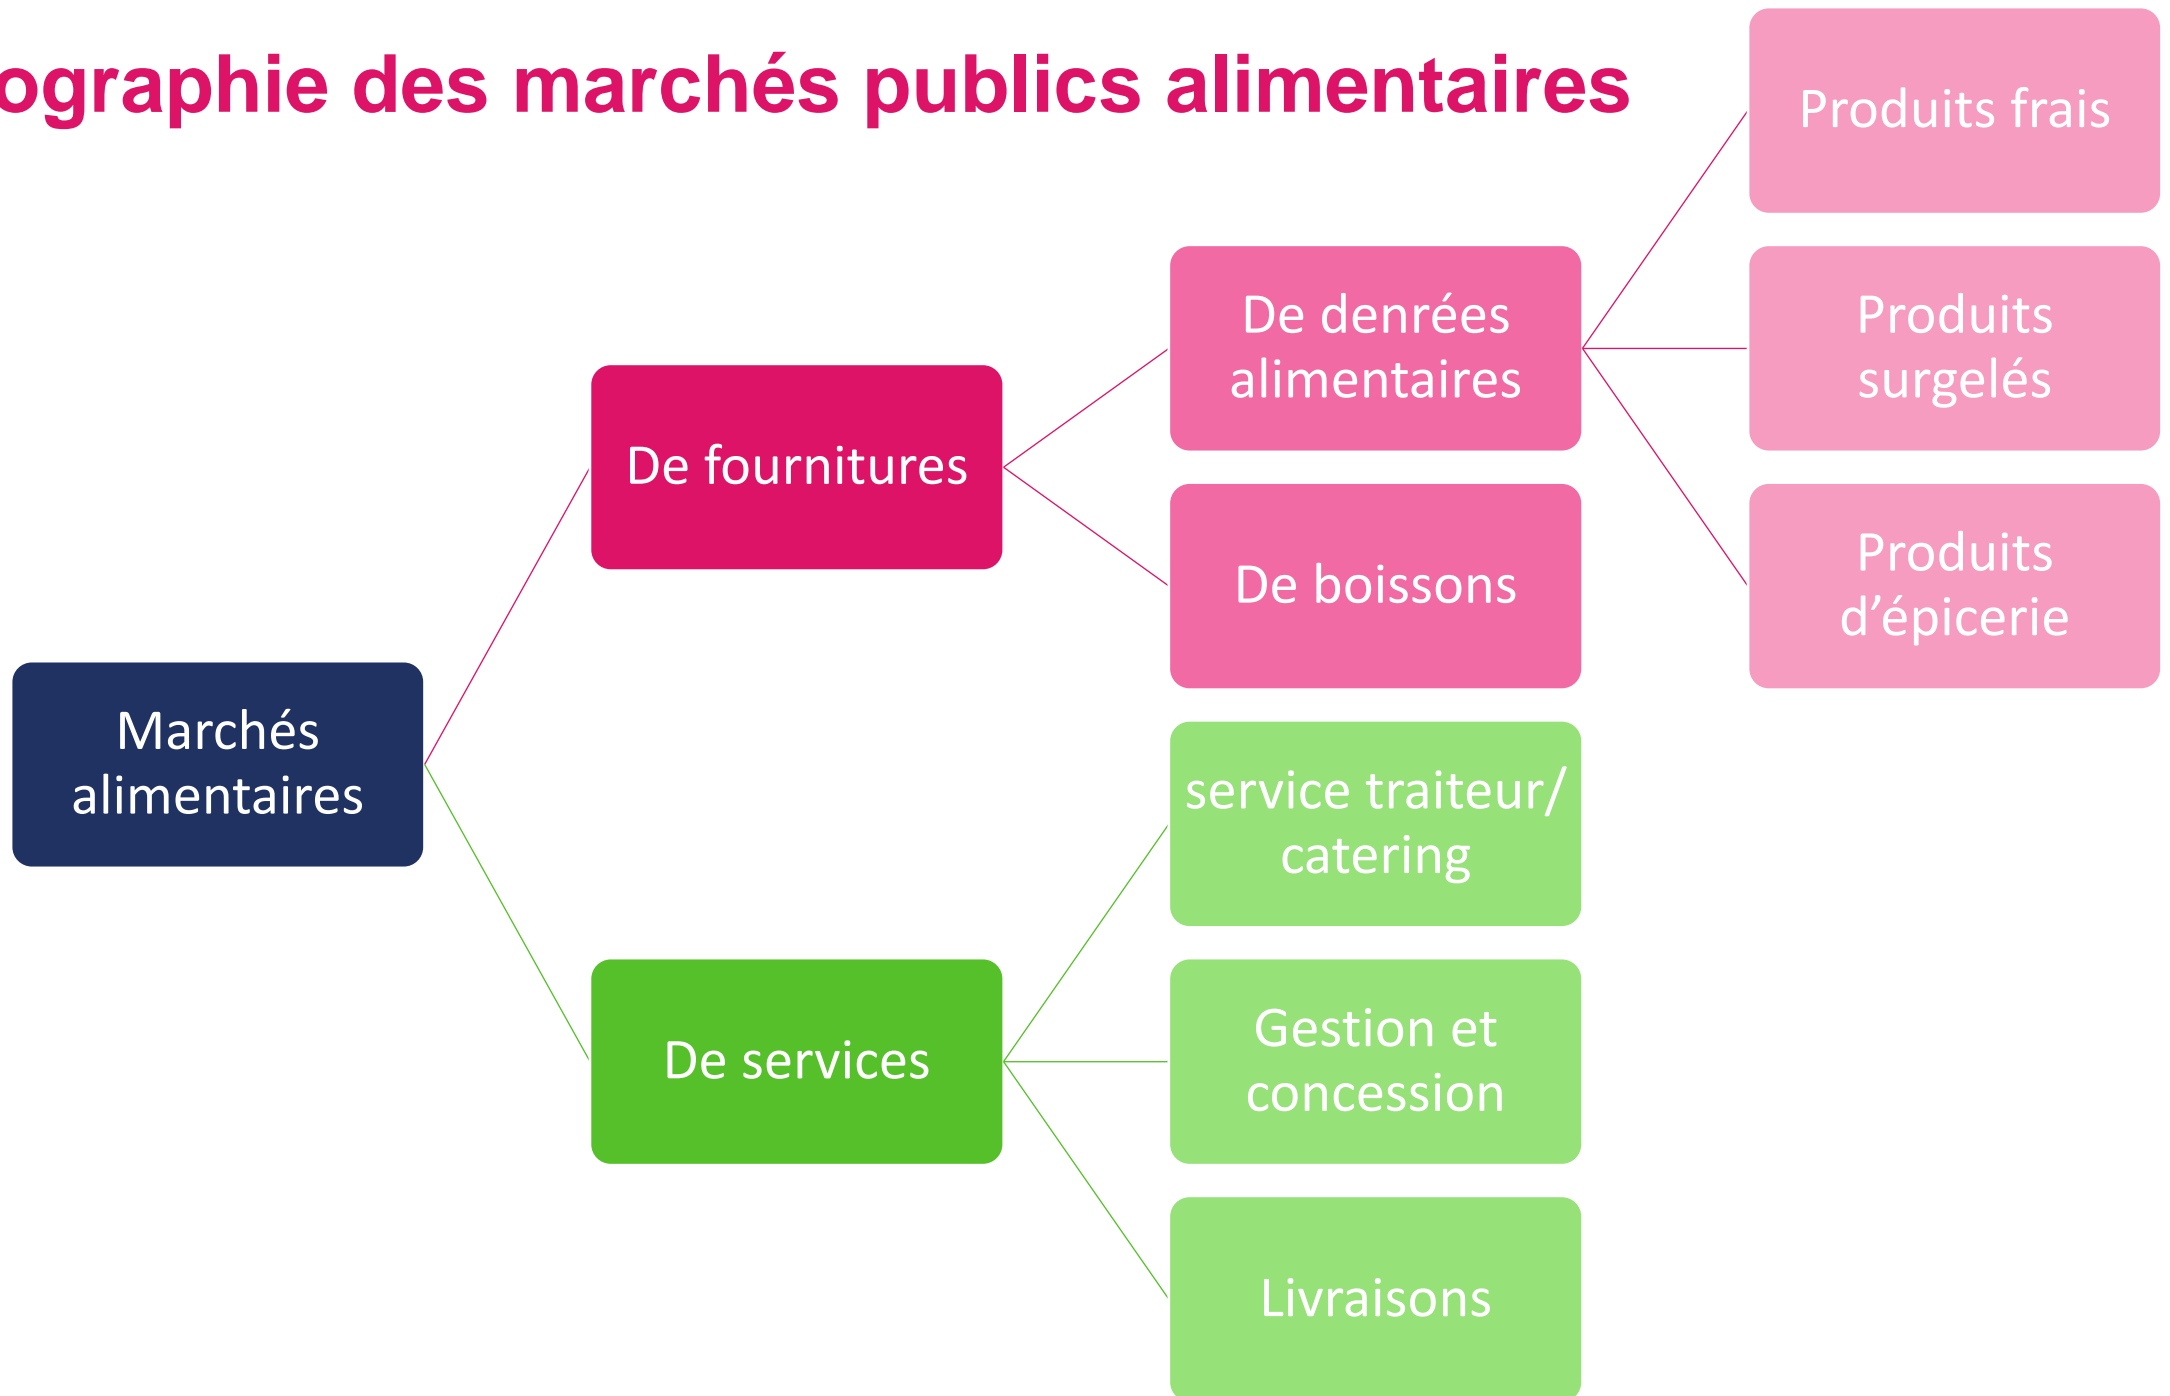 ographie des marchés publics alimentaires
Produits frais
De denrées
alimentaires
Produits
surgelés
De fournitures
De boissons
Produits
d’épicerie
Marchés
alimentaires
service traiteur/
catering
De services
Gestion et
concession
Livraisons